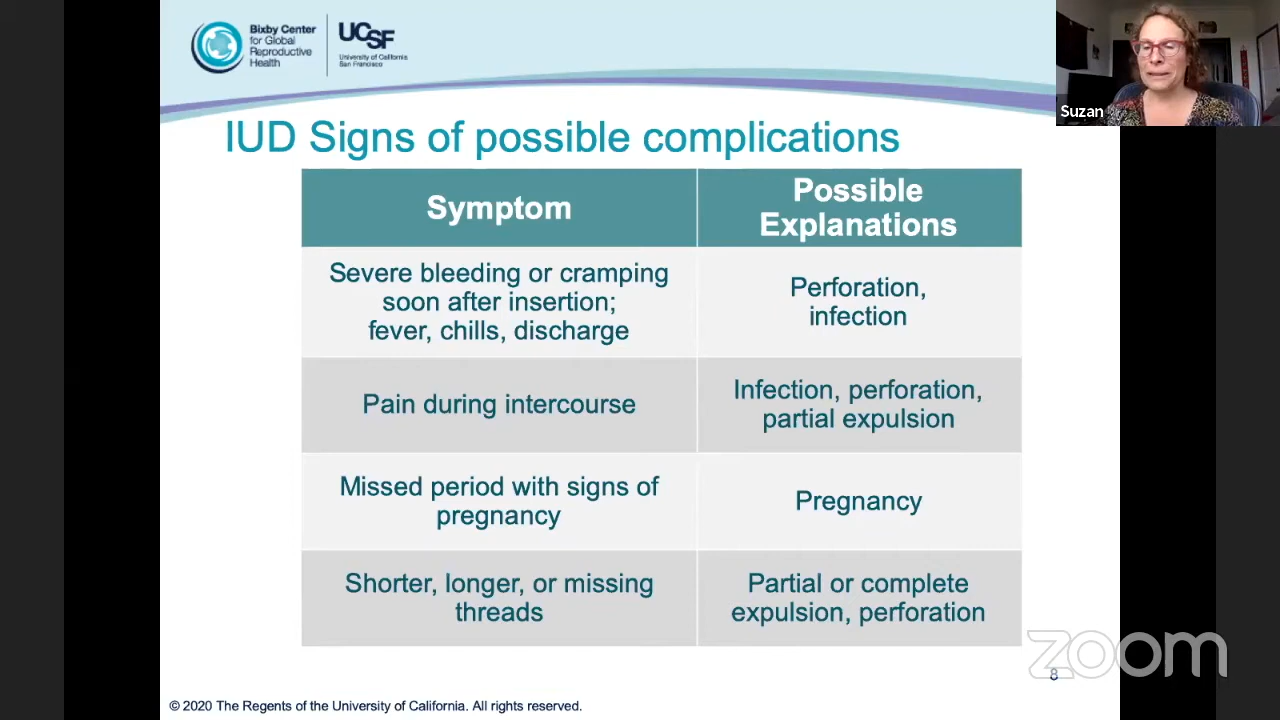 Bixby Center
for Global
Reproductive
Health
UCSF
University of California
San Francisco
Suzan
IUD Signs of possible complications
Symptom
Possible
Explanations
Severe bleeding or cramping
soon after insertion;
fever, chills, discharge
Perforation,
infection
Pain during intercourse
Infection, perforation,
partial expulsion
Missed period with signs of
pregnancy
Pregnancy
Shorter, longer, or missing
threads
Partial or complete
expulsion, perforation
zoom
8
© 2020 The Regents of the University of California. All rights reserved.